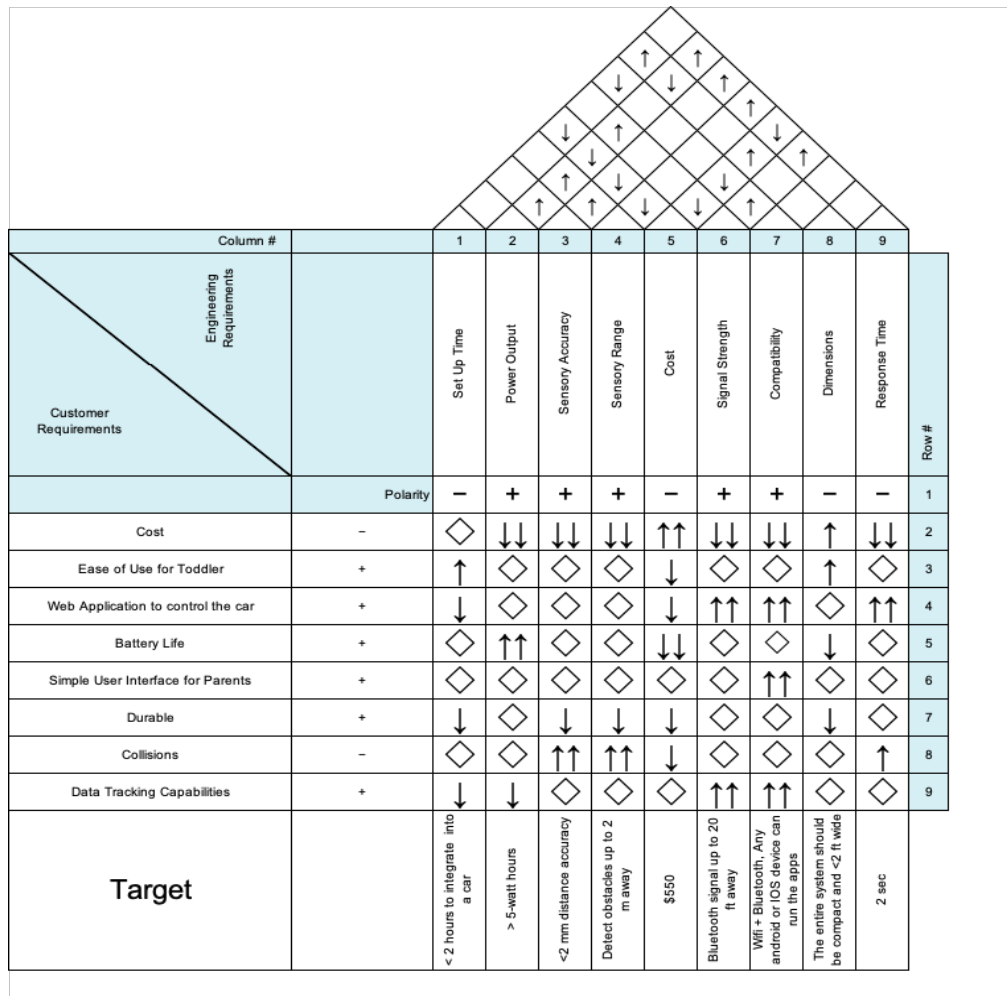 Column #
1 2 3 4 5 6 7 8 9
Engineering
Requirements
Customer
Requirements
Set Up Time
Power Output
Sensory Accuracy
Sensory Range
Cost
Signal Strength
Compatibility
Dimensions
Response Time
Row #
Polarity − + + + − + + − − 1
Cost − ◇ ↓↓ ↓↓ ↓↓ ↑↑ ↓↓ ↓↓ ↑ ↓↓ 2
Ease of Use for Toddler + ↑ ◇ ◇ ◇ ↓ ◇ ◇ ↑ ◇ 3
Web Application to control the car + ↓ ◇ ◇ ◇ ↓ ↑↑ ↑↑ ◇ ↑↑ 4
Battery Life + ◇ ↑↑ ◇ ◇ ↓↓ ◇ ◇ ↓ ◇ 5
Simple User Interface for Parents + ◇ ◇ ◇ ◇ ◇ ◇ ↑↑ ◇ ◇ 6
Durable + ↓ ◇ ↓ ↓ ↓ ◇ ◇ ↓ ◇ 7
Collisions − ◇ ◇ ↑↑ ↑↑ ↓ ◇ ◇ ◇ ↑ 8
Data Tracking Capabilities + ↓ ↓ ◇ ◇ ◇ ↑↑ ↑↑ ◇ ◇ 9
Target
< 2 hours to integrate into
a car
> 5-watt hours
<2 mm distance accuracy
Detect obstacles up to 2
m away
$550
Bluetooth signal up to 20
ft away
Wifi + Bluetooth, Any
android or IOS device can
run the apps
The entire system should
be compact and <2 ft wide
2 sec